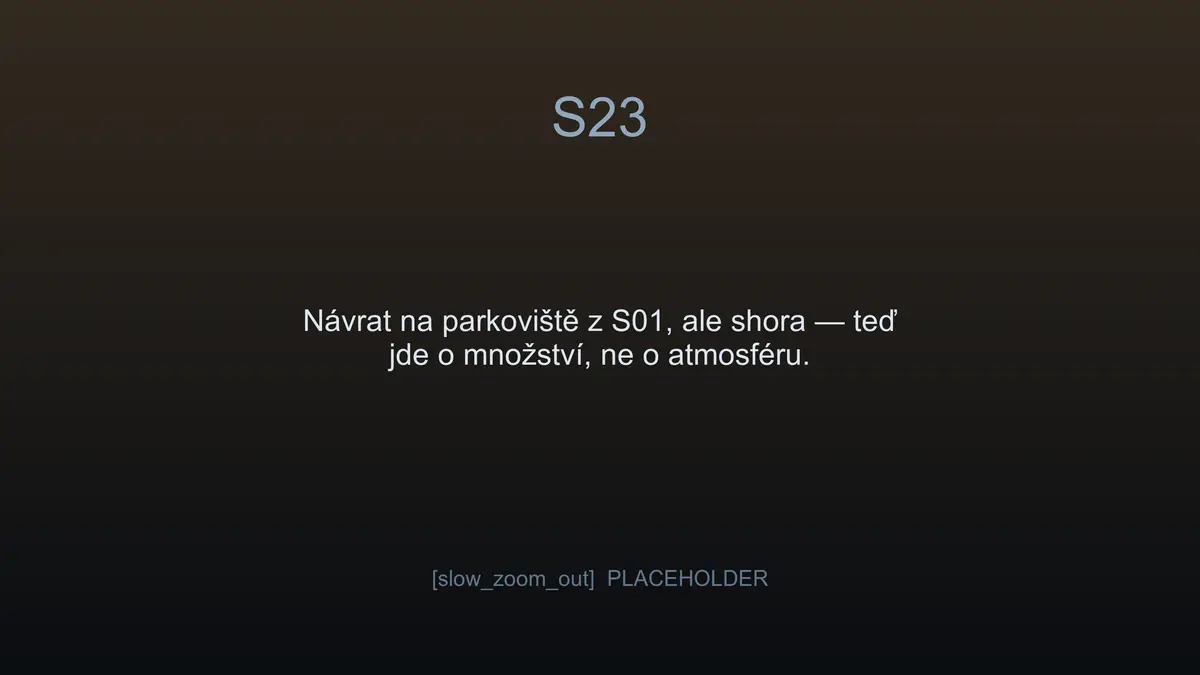 S23
Návrat na parkoviště z S01, ale shora — teď
jde o množství, ne o atmosféru.
[slow_zoom_out] PLACEHOLDER